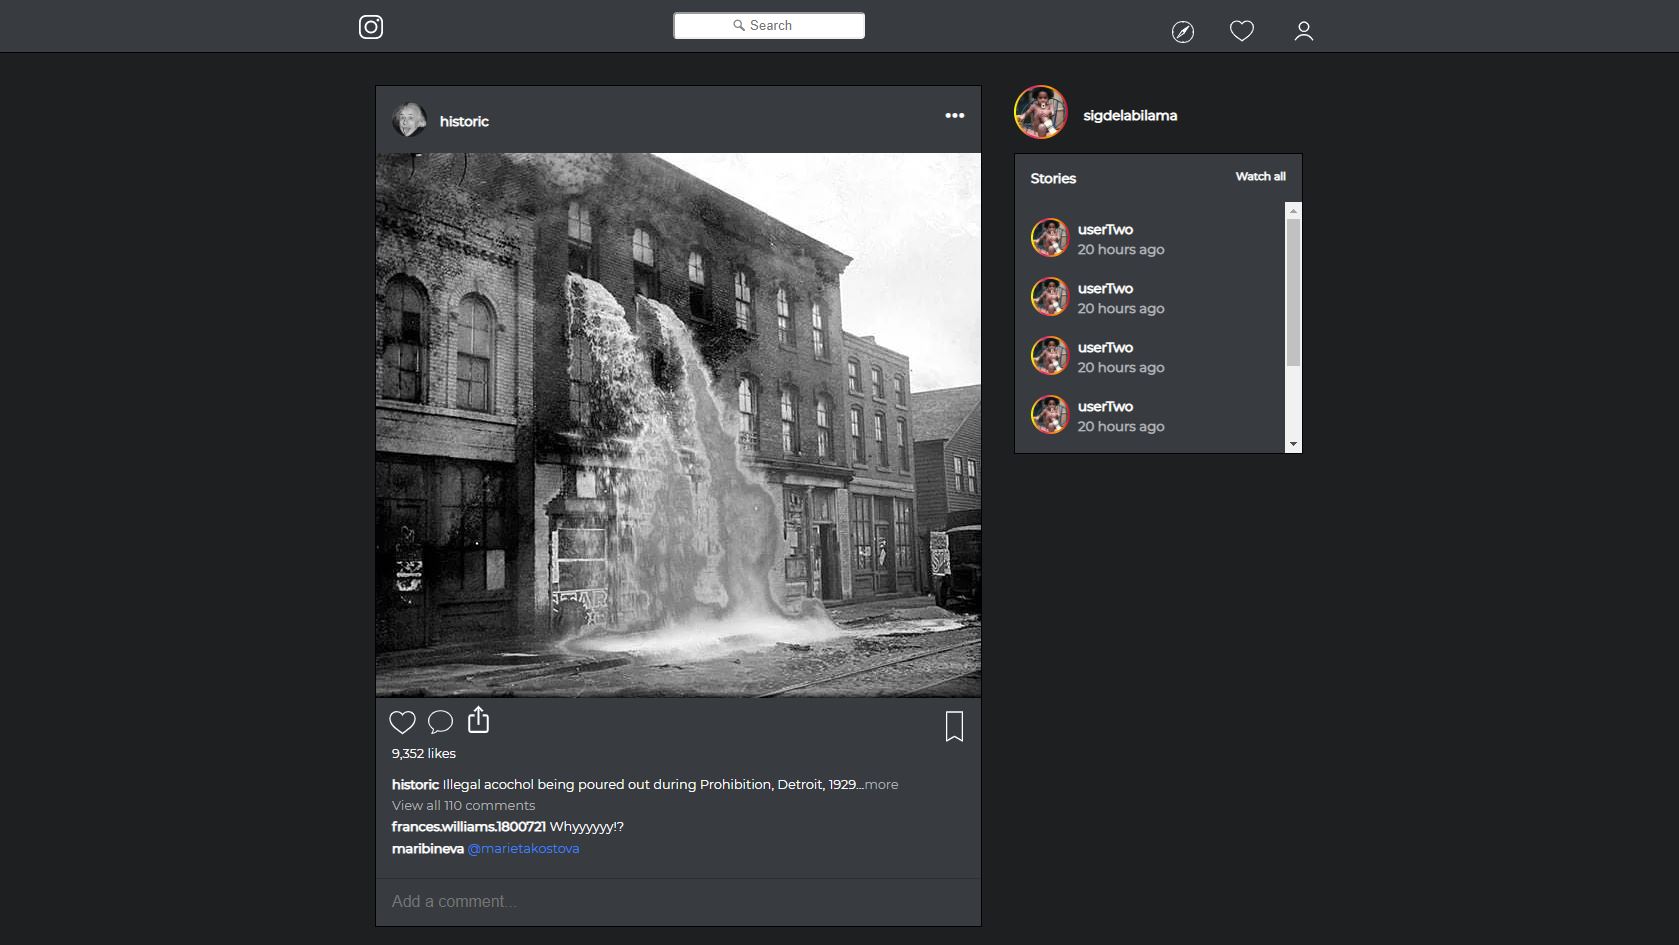 Search
historic
sigdelabilama
Stories
Watch all
userTwo
20 hours ago
userTwo
20 hours ago
userTwo
20 hours ago
userTwo
20 hours ago
9,352 likes
historic Illegal acochol being poured out during Prohibition, Detroit, 1929...more
View all 110 comments
frances.williams.1800721 Whyyyyyy!?
maribineva @marietakostova
Add a comment...